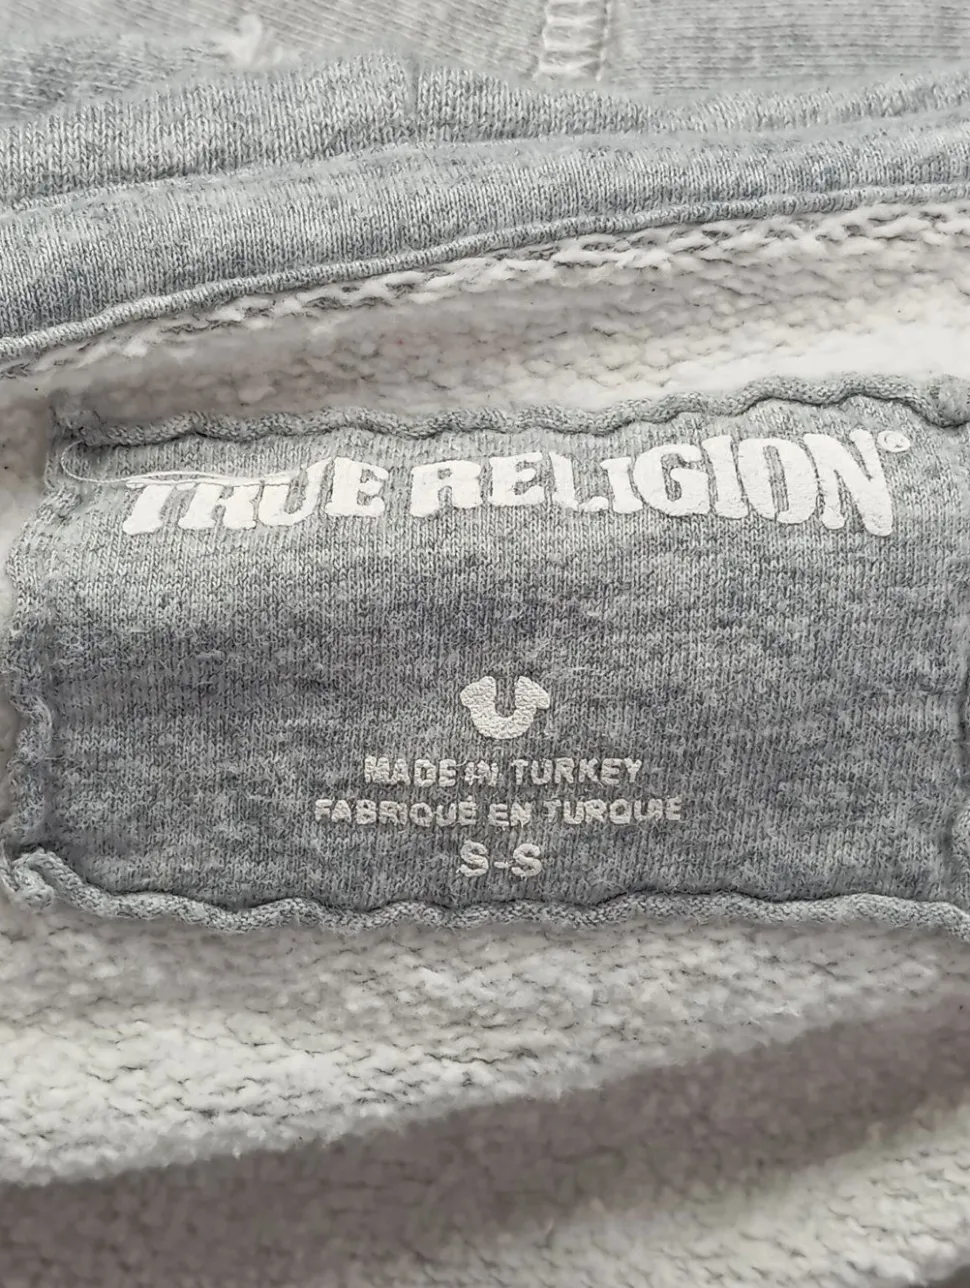 TRUE RELIGION®
MADE IN TURKEY
FABRIQUÉ EN TURQUIE
S-S